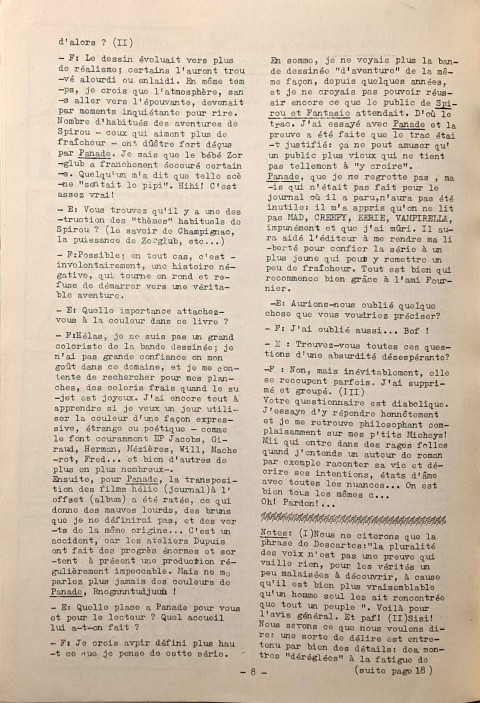 d'alors ? (II)
- F: Le dessin évoluait vers plus
de réalisme; certains l'auront trou
-vé alourdi ou enlaidi. En même tem
-ps, je crois que l'atmosphère, san
-s aller vers l'épouvante, devenait
par moments inquiétante pour rire.
Nombre d'habitués des aventures de
Spirou - ceux qui aiment plus de
fraîcheur - ont dûêtre fort déçus
par Panade. Je sais que le bébé Zor
-glub a franchement écoeuré certain
-s. Quelqu'un m'a dit que telle scè
-ne "sentait le pipi". Hihi! C'est
assez vrai!
- E: Vous trouvez qu'il y a une des
-truction des "thèmes" habituels de
Spirou ? (le savoir de Champignac,
la puissance de Zorglub, etc...)
- F:Possible; en tout cas, c'est -
involontairement, une histoire né-
gative, qui tourne en rond et re-
fuse de démarrer vers une vérita-
ble aventure.
- E: Quelle importance attachez-
vous à la couleur dans ce livre ?
- F:Hélas, je ne suis pas un grand
coloriste de la bande dessinée; je
n'ai pas grande confiance en mon
goût dans ce domaine, et je me con-
tente de rechercher pour mes plan-
ches, des coloris frais quand le su
-jet est joyeux. J'ai encore tout à
apprendre si je veux un jour utili-
ser la couleur d'une façon expres-
sive, étrange ou poétique - comme
le font couramment EP Jacobs, Gi-
raud, Herman, Mézières, Will, Mache
-rot, Fred... et bien d'autres de
plus en plus nombreux-.
Ensuite, pour Panade, la transposi-
tion des films hélio (journal)à l'
offset (album) a été ratée, ce qui
donne des mauves lourds, des bruns
que je ne définirai pas, et des ver
-ts de la même origine... C'est un
accident, car les ateliers Dupuis
ont fait des progrès énormes et sor
-tent à présent une production ré-
gulièrement impeccable. Mais ne me
parlez plus jamais des couleurs de
Panade,
- E: Quelle place a Panade pour vous
et pour le lecteur ? Quel accueil
lui a-t-on fait ?
- F: Je crois avpir défini plus hau
-t ce que je pense de cette série.
En somme, je ne voyais plus la ban-
de dessinée "d'aventure" de la mê-
me façon, depuis quelques années,
et je ne croyais pas pouvoir réus-
sir encore ce que le public de Spi-
rou et Fantasio attendait. D'où le
trac. J'ai essayé avec Panade et la
preuve a été faite que le trac étai
-t justifié: ça ne peut amuser qu'
un public plus vieux qui ne tient
pas tellement à "y croire".
Panade, que je ne regrette pas , ma
-is qui n'était pas fait pour le
journal où il a paru,n'aura pas été
inutile: il m'a appris qu'on ne lit
pas MAD, CREEPY, EERIE, VAMPIRELLA,
impunément et que j'ai mûri. Il au-
ra aidé l'éditeur à me rendre ma li
-berté pour confier la série à un
plus jeune qui peut y remettre un
peu de fraîcheur. Tout est bien qui
recommence bien grâce à l'ami Four-
nier.
-E: Aurions-nous oublié quelque
chose que vous voudriez préciser?
- F: J'ai oublié aussi... Bof !
- E : Trouvez-vous toutes ces ques-
tions d'une absurdité désespérante?
-F : Non, mais inévitablement, elle
se recoupent parfois. J'ai suppri-
mé et groupé. (III)
Votre questionnaire est diabolique.
J'essaye d'y répondre honnêtement
et je me retrouve philosophant com-
plaisamment sur mes p'tits Mickeys!
Mii qui entre dans des rages folles
quand j'entends un auteur de roman
par exemple raconter sa vie et dé-
crire ses intentions, états d'âme
avec toutes les nuances... On est
bien tous les mêmes c...
Oh! Pardon!...
Notes: (I)Nous ne citerons que la
phrase de Descartes:"la pluralité
des voix n'est pas une preuve qui
vaille rien, pour les vérités un
peu malaisées à découvrir, à cause
qu'il est bien plus vraisemblable
qu'un homme seul les ait rencontrée
que tout un peuple ". Voilà pour
l'avis général. Et paf! (II)Sisi!
Nous savons ce que nous voulons di-
re: une sorte de délire est entre-
tenu par bien des détails: des mon-
tres "déréglées" à la fatigue de
(suite page 18 )
- 8 -